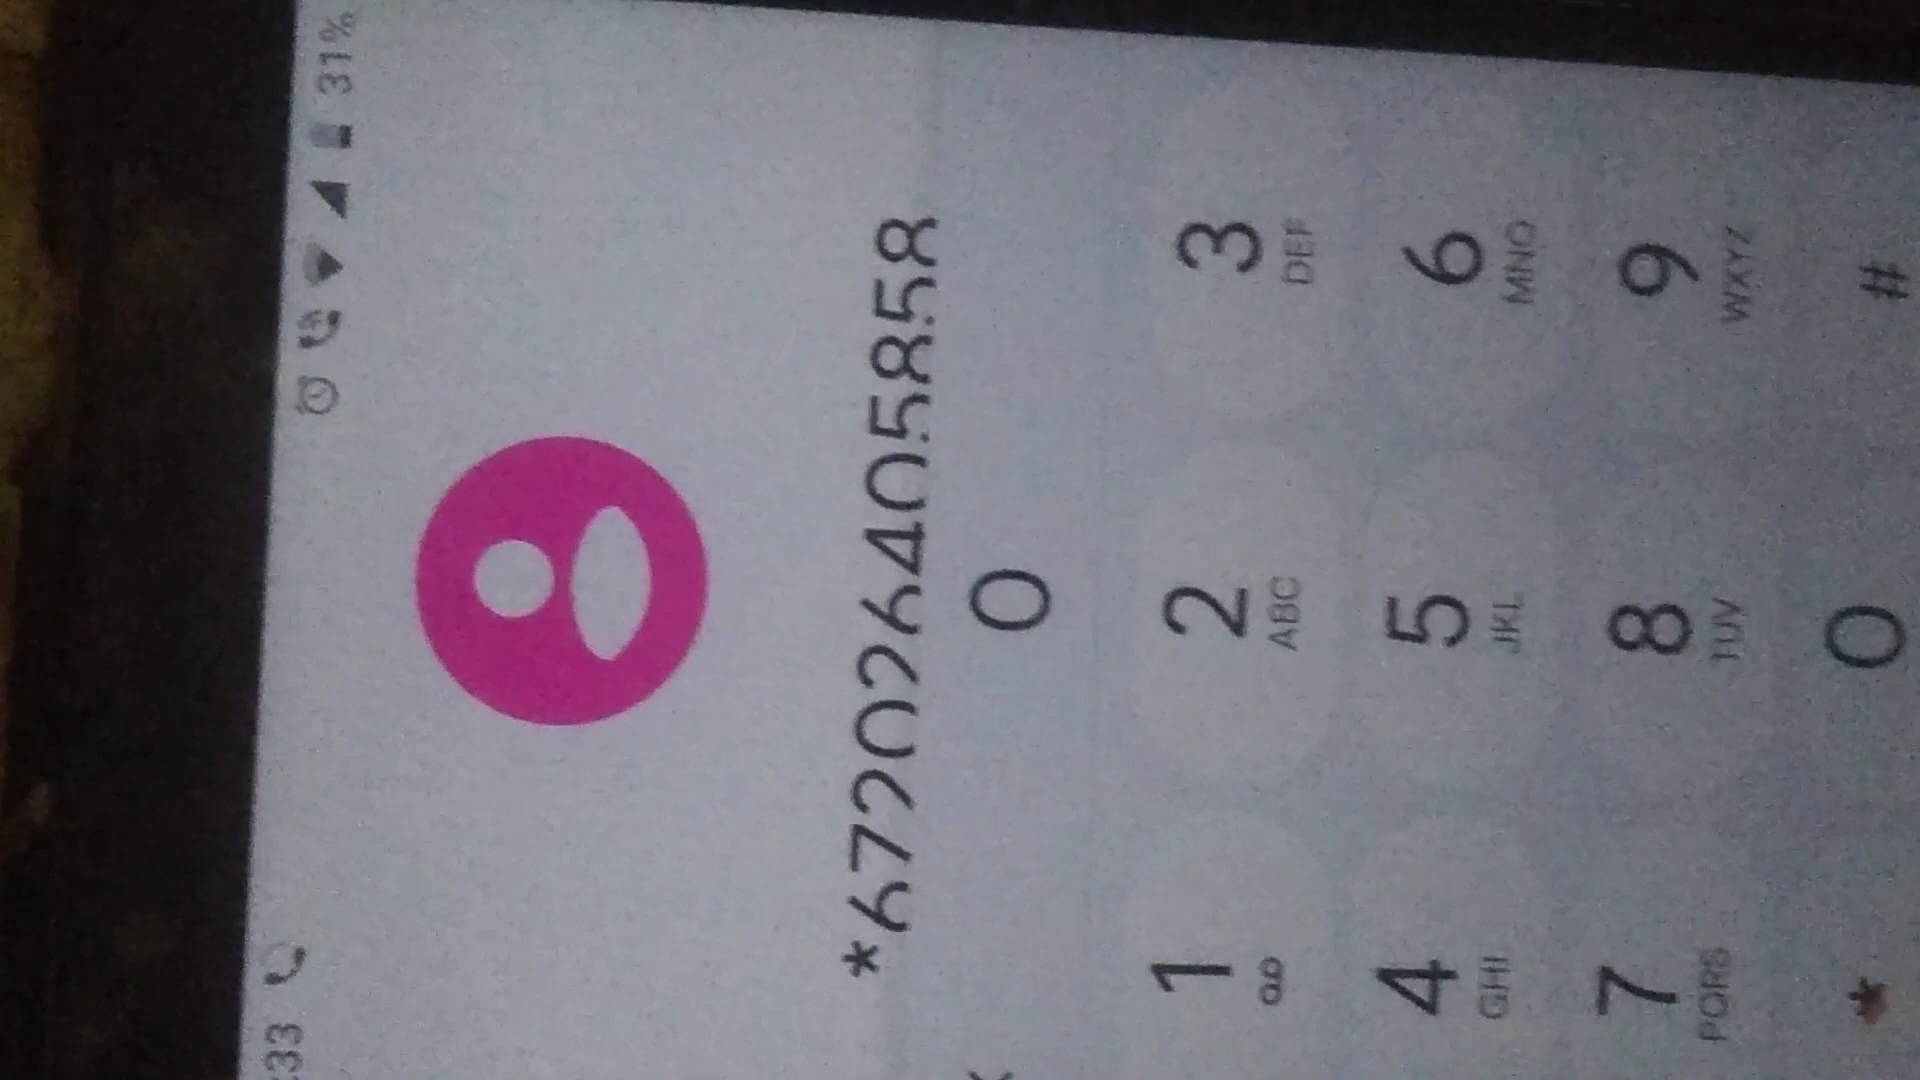 :33 31%
*672026405858
0
1 2 ABC 3 DEF
4 GHI 5 JKL 6 MNO
7 PQRS 8 TUV 9 WXYZ
* 0 #